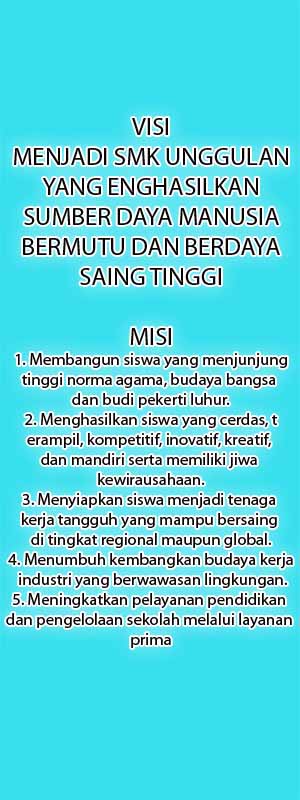 VISI
MENJADI SMK UNGGULAN
YANG ENGHASILKAN
SUMBER DAYA MANUSIA
BERMUTU DAN BERDAYA
SAING TINGGI
MISI
1. Membangun siswa yang menjunjung
tinggi norma agama, budaya bangsa
dan budi pekerti luhur.
2. Menghasilkan siswa yang cerdas, t
erampil, kompetitif, inovatif, kreatif,
dan mandiri serta memiliki jiwa
kewirausahaan.
3. Menyiapkan siswa menjadi tenaga
kerja tangguh yang mampu bersaing
di tingkat regional maupun global.
4. Menumbuh kembangkan budaya kerja
industri yang berwawasan lingkungan.
5. Meningkatkan pelayanan pendidikan
dan pengelolaan sekolah melalui layanan
prima